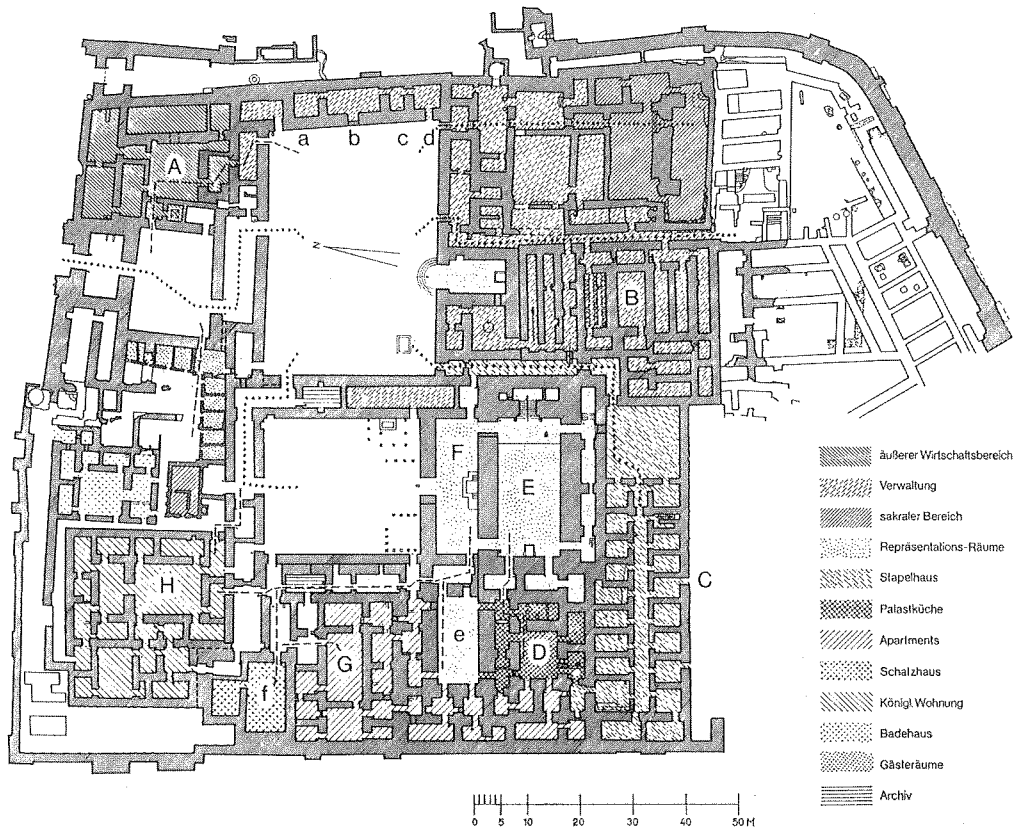 a b c d
A
N
B
F
E
C
H
e
D
G
f
äußerer Wirtschaftsbereich
Verwaltung
sakraler Bereich
Repräsentations-Räume
Stapelhaus
Palastküche
Apartments
Schatzhaus
Königl. Wohnung
Badehaus
Gästeräume
Archiv
0 5 10 20 30 40 50 M